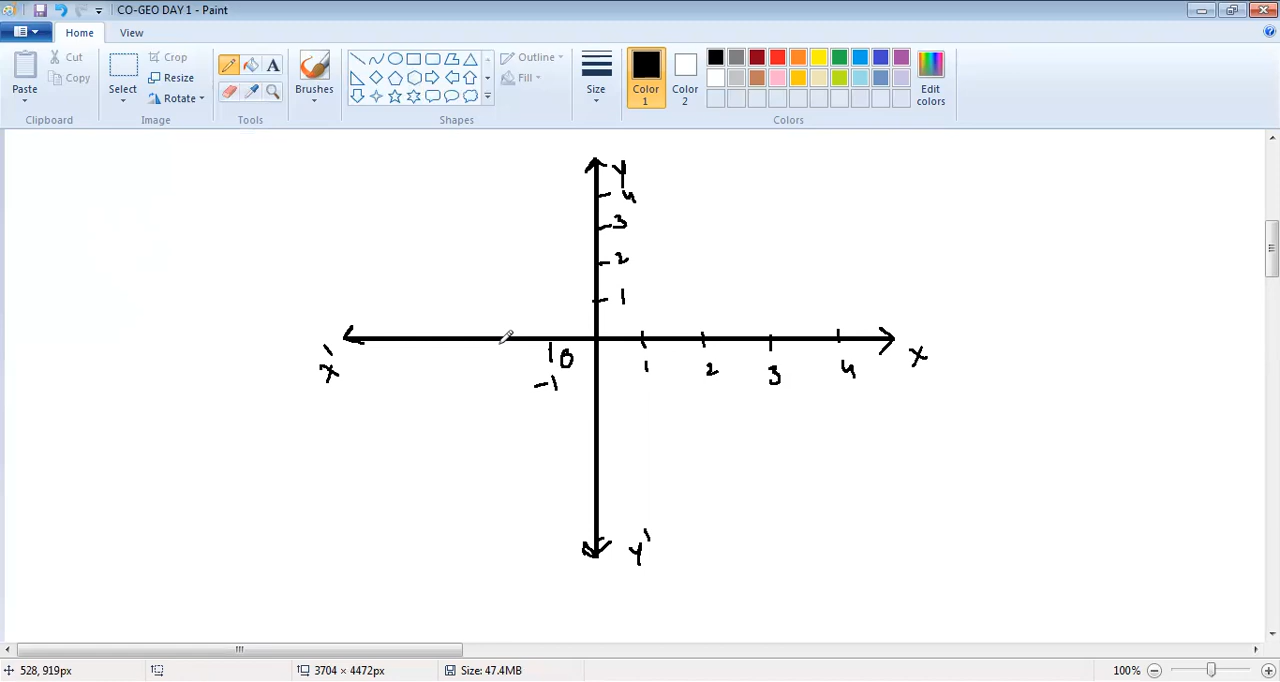 CO-GEO DAY 1 - Paint
Home View
Paste
Cut
Copy
Clipboard
Select
Crop
Resize
Rotate
Image
A
Tools
Brushes
Shapes
Outline
Fill
Size
Color 1
Color 2
Colors
Edit colors
Y
4
3
2
1
X' -1 0 1 2 3 4 X
Y'
528, 919px
3704 × 4472px
Size: 47.4MB
100%